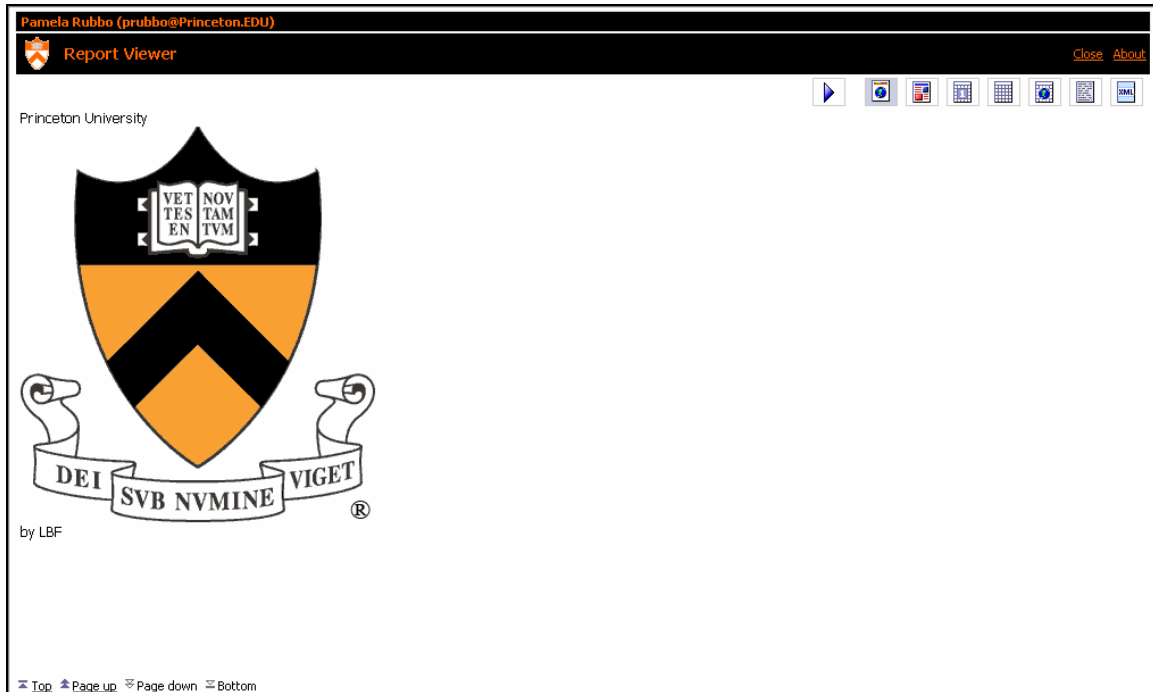 Pamela Rubbo (prubbo@Princeton.EDU)
Report Viewer
Close About
XML
Princeton University
VET NOV
TES TAM
EN TVM
DEI SVB NVMINE VIGET
®
by LBF
Top Page up Page down Bottom